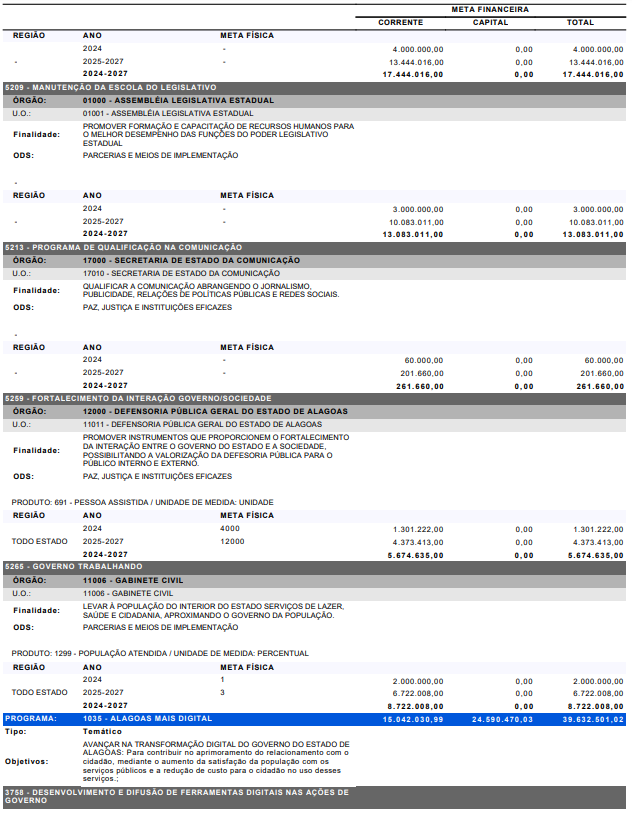 META FINANCEIRA
CORRENTE CAPITAL TOTAL
REGIÃO ANO META FÍSICA
2024 - 4.000.000,00 0,00 4.000.000,00
- 2025-2027 - 13.444.016,00 0,00 13.444.016,00
2024-2027 17.444.016,00 0,00 17.444.016,00
5209 - MANUTENÇÃO DA ESCOLA DO LEGISLATIVO
ÓRGÃO: 01000 - ASSEMBLÉIA LEGISLATIVA ESTADUAL
U.O.: 01001 - ASSEMBLÉIA LEGISLATIVA ESTADUAL
Finalidade: PROMOVER FORMAÇÃO E CAPACITAÇÃO DE RECURSOS HUMANOS PARA
O MELHOR DESEMPENHO DAS FUNÇÕES DO PODER LEGISLATIVO
ESTADUAL
ODS: PARCERIAS E MEIOS DE IMPLEMENTAÇÃO
-
REGIÃO ANO META FÍSICA
2024 - 3.000.000,00 0,00 3.000.000,00
- 2025-2027 - 10.083.011,00 0,00 10.083.011,00
2024-2027 13.083.011,00 0,00 13.083.011,00
5213 - PROGRAMA DE QUALIFICAÇÃO NA COMUNICAÇÃO
ÓRGÃO: 17000 - SECRETARIA DE ESTADO DA COMUNICAÇÃO
U.O.: 17010 - SECRETARIA DE ESTADO DA COMUNICAÇÃO
Finalidade: QUALIFICAR A COMUNICAÇÃO ABRANGENDO O JORNALISMO,
PUBLICIDADE, RELAÇÕES DE POLÍTICAS PÚBLICAS E REDES SOCIAIS.
ODS: PAZ, JUSTIÇA E INSTITUIÇÕES EFICAZES
-
REGIÃO ANO META FÍSICA
2024 - 60.000,00 0,00 60.000,00
- 2025-2027 - 201.660,00 0,00 201.660,00
2024-2027 261.660,00 0,00 261.660,00
5259 - FORTALECIMENTO DA INTERAÇÃO GOVERNO/SOCIEDADE
ÓRGÃO: 12000 - DEFENSORIA PÚBLICA GERAL DO ESTADO DE ALAGOAS
U.O.: 11011 - DEFENSORIA PÚBLICA GERAL DO ESTADO DE ALAGOAS
Finalidade: PROMOVER INSTRUMENTOS QUE PROPORCIONEM O FORTALECIMENTO
DA INTERAÇÃO ENTRE O GOVERNO DO ESTADO E A SOCIEDADE,
POSSIBILITANDO A VALORIZAÇÃO DA DEFESORIA PÚBLICA PARA O
PÚBLICO INTERNO E EXTERNO.
ODS: PAZ, JUSTIÇA E INSTITUIÇÕES EFICAZES
PRODUTO: 691 - PESSOA ASSISTIDA / UNIDADE DE MEDIDA: UNIDADE
REGIÃO ANO META FÍSICA
2024 4000 1.301.222,00 0,00 1.301.222,00
TODO ESTADO 2025-2027 12000 4.373.413,00 0,00 4.373.413,00
2024-2027 5.674.635,00 0,00 5.674.635,00
5265 - GOVERNO TRABALHANDO
ÓRGÃO: 11006 - GABINETE CIVIL
U.O.: 11006 - GABINETE CIVIL
Finalidade: LEVAR À POPULAÇÃO DO INTERIOR DO ESTADO SERVIÇOS DE LAZER,
SAÚDE E CIDADANIA, APROXIMANDO O GOVERNO DA POPULAÇÃO.
ODS: PARCERIAS E MEIOS DE IMPLEMENTAÇÃO
PRODUTO: 1299 - POPULAÇÃO ATENDIDA / UNIDADE DE MEDIDA: PERCENTUAL
REGIÃO ANO META FÍSICA
2024 1 2.000.000,00 0,00 2.000.000,00
TODO ESTADO 2025-2027 3 6.722.008,00 0,00 6.722.008,00
2024-2027 8.722.008,00 0,00 8.722.008,00
PROGRAMA: 1035 - ALAGOAS MAIS DIGITAL 15.042.030,99 24.590.470,03 39.632.501,02
Tipo: Temático
Objetivos: AVANÇAR NA TRANSFORMAÇÃO DIGITAL DO GOVERNO DO ESTADO DE
ALAGOAS: Para contribuir no aprimoramento do relacionamento com o
cidadão, mediante o aumento da satisfação da população com os
serviços públicos e a redução de custo para o cidadão no uso desses
serviços.;
3758 - DESENVOLVIMENTO E DIFUSÃO DE FERRAMENTAS DIGITAIS NAS AÇÕES DE
GOVERNO